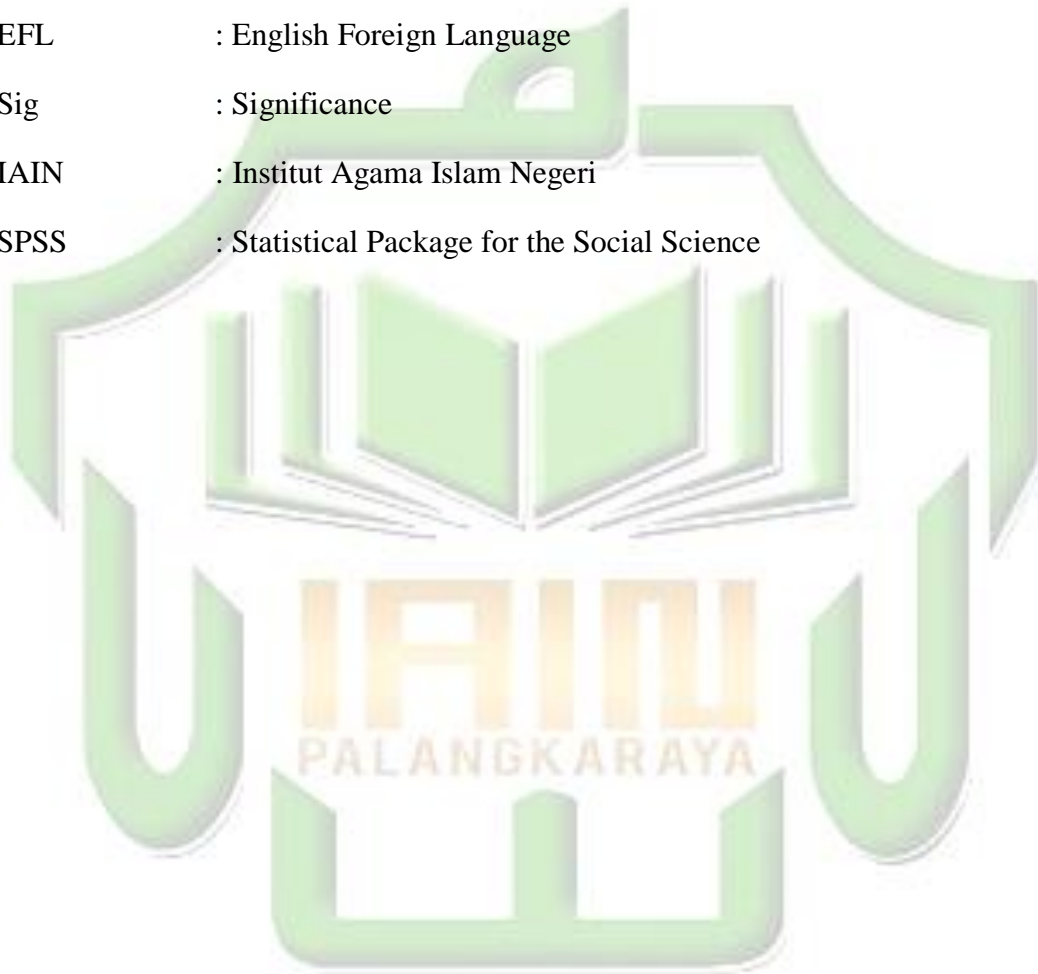 EFL : English Foreign Language
Sig : Significance
IAIN : Institut Agama Islam Negeri
SPSS : Statistical Package for the Social Science
IAIN
PALANGKARAYA